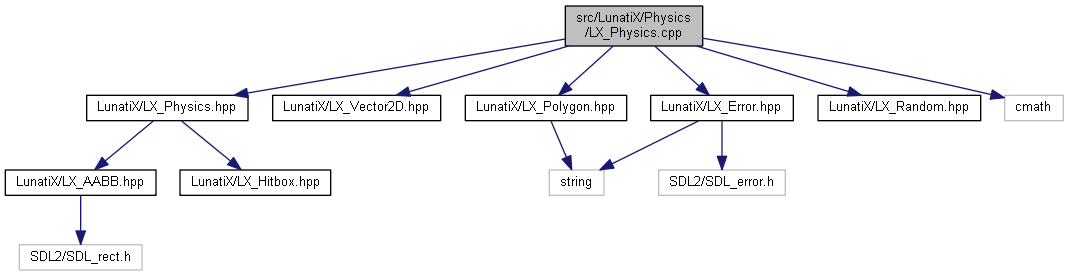 src/LunatiX/Physics
/LX_Physics.cpp
LunatiX/LX_Physics.hpp
LunatiX/LX_Vector2D.hpp
LunatiX/LX_Polygon.hpp
LunatiX/LX_Error.hpp
LunatiX/LX_Random.hpp
cmath
LunatiX/LX_AABB.hpp
LunatiX/LX_Hitbox.hpp
string
SDL2/SDL_error.h
SDL2/SDL_rect.h